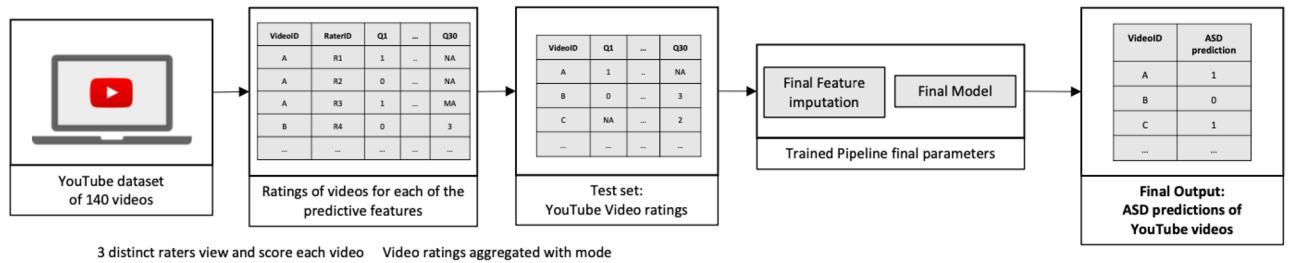 VideoID RaterID Q1 ... Q30
A R1 1 .. NA
A R2 0 ... NA
A R3 1 ... MA
B R4 0 3
... ... ... ... ...
VideoID Q1 ... Q30
A 1 .. NA
B 0 ... 3
C NA ... 2
... ... ... ...
Final Feature
imputation
Final Model
VideoID ASD
prediction
A 1
B 0
C 1
... ...
YouTube dataset
of 140 videos
Ratings of videos for each of the
predictive features
Test set:
YouTube Video ratings
Trained Pipeline final parameters
Final Output:
ASD predictions of
YouTube videos
3 distinct raters view and score each video Video ratings aggregated with mode